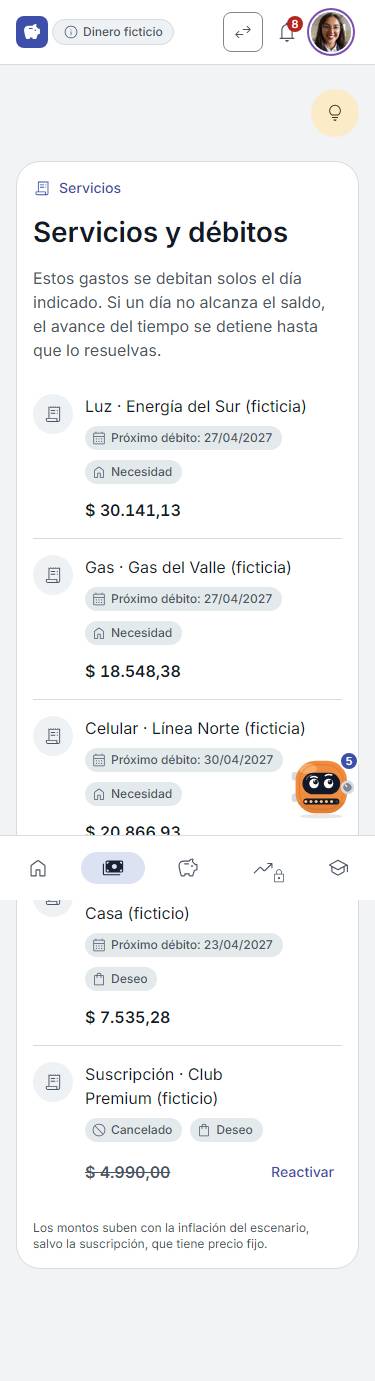 Dinero ficticio
8
Servicios
Servicios y débitos
Estos gastos se debitan solos el día
indicado. Si un día no alcanza el saldo,
el avance del tiempo se detiene hasta
que lo resuelvas.
Luz · Energía del Sur (ficticia)
Próximo débito: 27/04/2027
Necesidad
$ 30.141,13
Gas · Gas del Valle (ficticia)
Próximo débito: 27/04/2027
Necesidad
$ 18.548,38
Celular · Línea Norte (ficticia)
Próximo débito: 30/04/2027
5
Necesidad
$ 20.866,93
Casa (ficticio)
Próximo débito: 23/04/2027
Deseo
$ 7.535,28
Suscripción · Club
Premium (ficticio)
Cancelado
Deseo
$ 4.990,00
Reactivar
Los montos suben con la inflación del escenario,
salvo la suscripción, que tiene precio fijo.